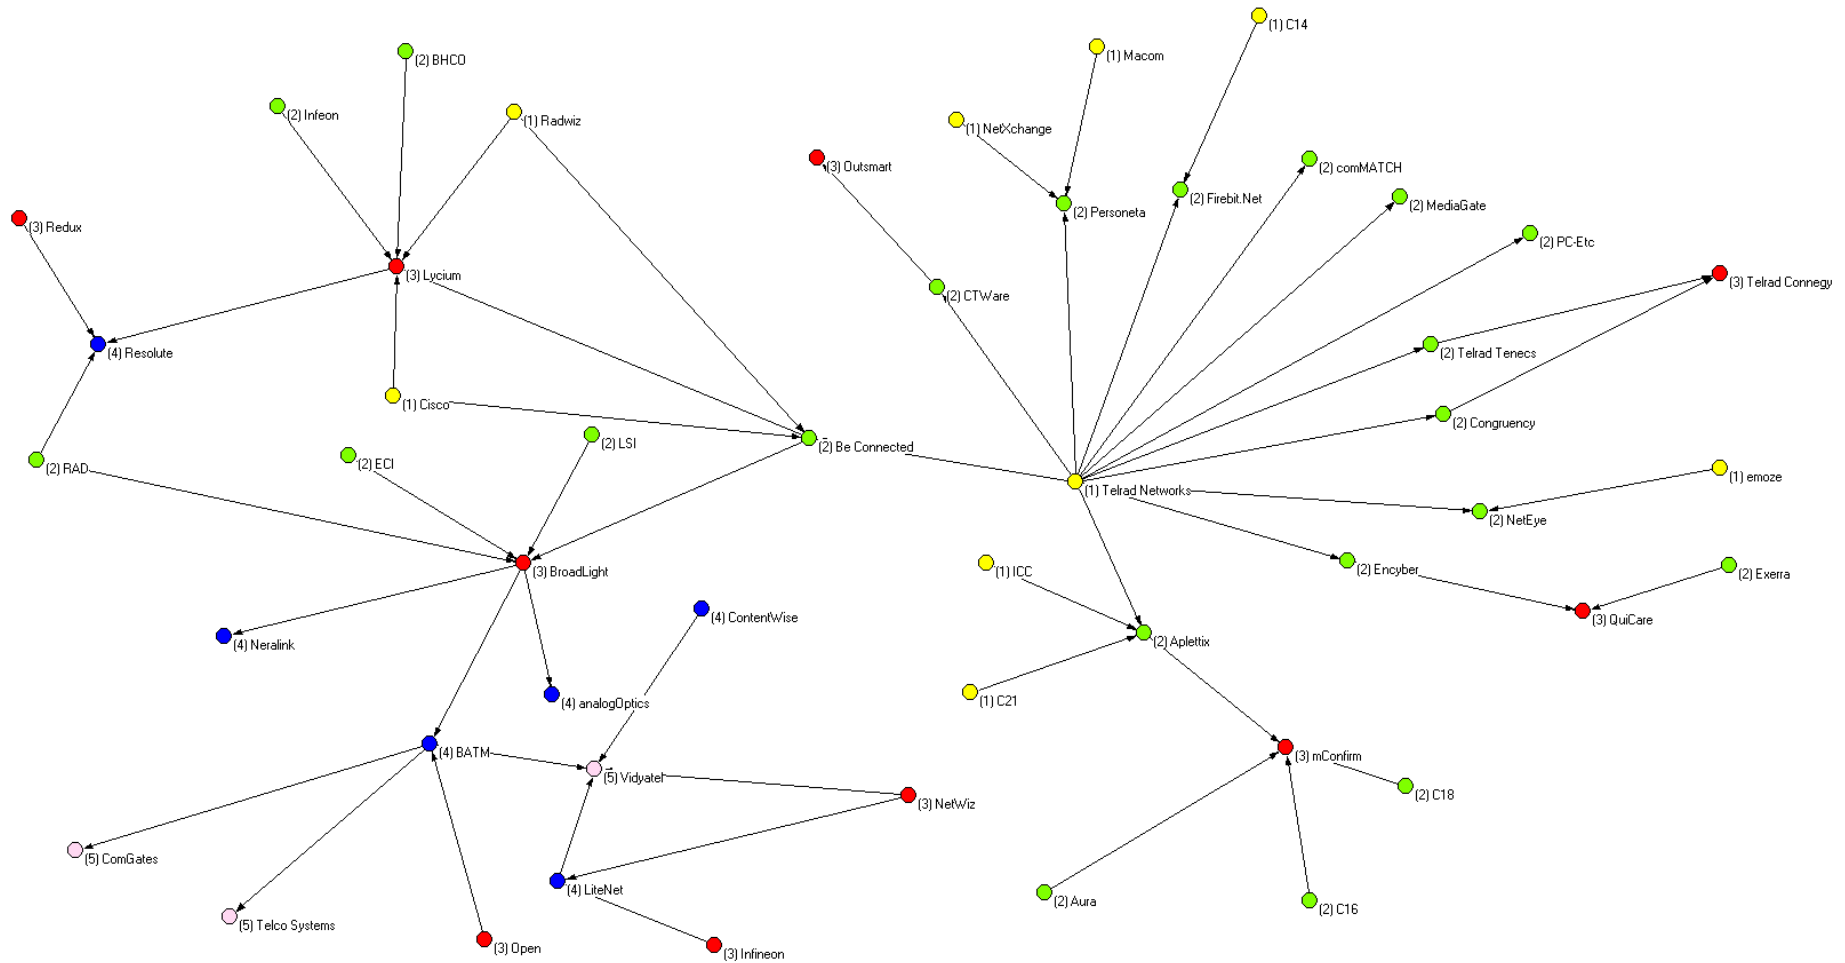 (1) C14
(2) BHCO
(1) Macom
(2) Infeon
(1) Radwiz
(1) NetXchange
(3) Outsmart
(2) comMATCH
(2) Personeta
(2) Firebit.Net
(2) MediaGate
(3) Redux
(2) PC-Etc
(3) Lycium
(2) CTWare
(3) Telrad Connegy
(4) Resolute
(2) Telrad Tenecs
(1) Cisco
(2) Congruency
(2) LSI
(2) Be Connected
(2) ECI
(2) RAD
(1) emoze
(1) Telrad Networks
(2) NetEye
(3) BroadLight
(1) ICC
(2) Encyber
(2) Exerra
(4) ContentWise
(3) QuiCare
(4) Neralink
(2) Aplettix
(4) analogOptics
(1) C21
(4) BATM
(3) mConfirm
(5) Vidyatel
(2) C18
(3) NetWiz
(5) ComGates
(4) LiteNet
(2) Aura
(2) C16
(5) Telco Systems
(3) Open
(3) Infineon